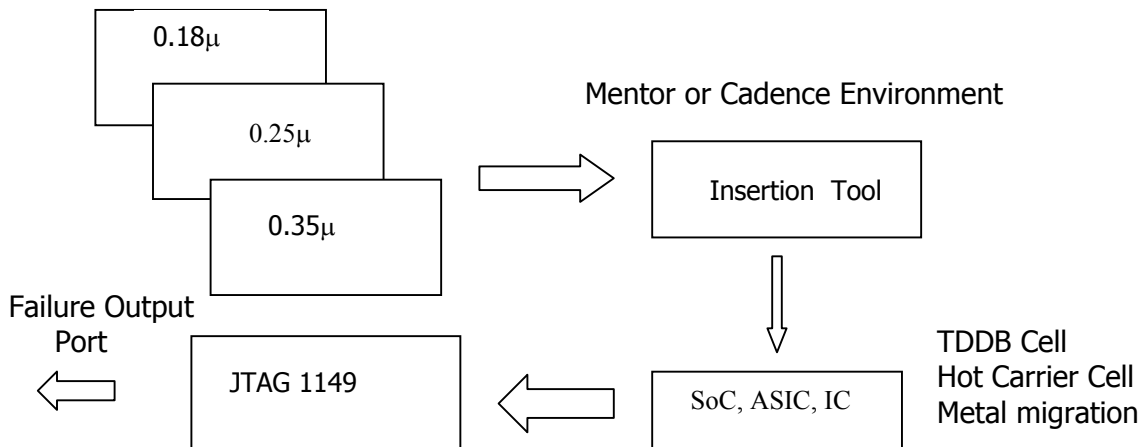 0.18μ
0.25μ
0.35μ
Mentor or Cadence Environment
Insertion Tool
TDDB Cell
Hot Carrier Cell
Metal migration
SoC, ASIC, IC
JTAG 1149
Failure Output
Port